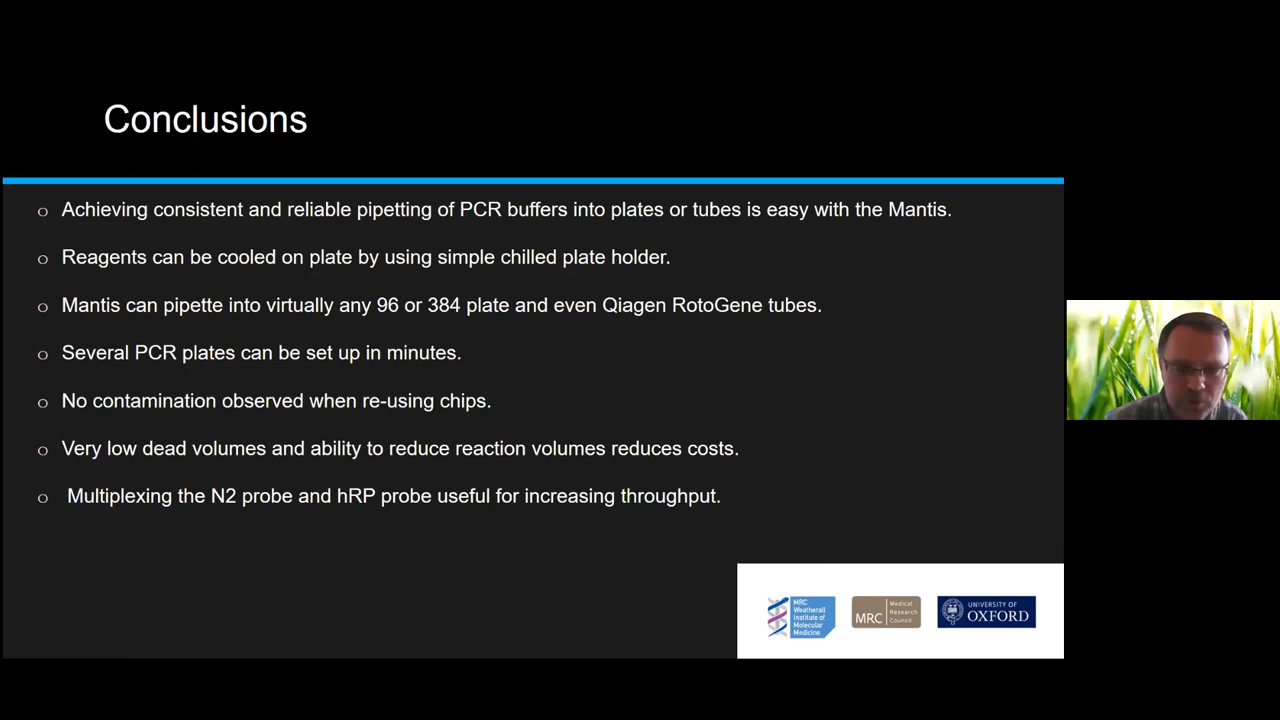 Conclusions
o Achieving consistent and reliable pipetting of PCR buffers into plates or tubes is easy with the Mantis.
o Reagents can be cooled on plate by using simple chilled plate holder.
o Mantis can pipette into virtually any 96 or 384 plate and even Qiagen RotoGene tubes.
o Several PCR plates can be set up in minutes.
o No contamination observed when re-using chips.
o Very low dead volumes and ability to reduce reaction volumes reduces costs.
o Multiplexing the N2 probe and hRP probe useful for increasing throughput.
MRC
Weatherall
Institute of
Molecular
Medicine
MRC
Medical
Research
Council
UNIVERSITY OF
OXFORD